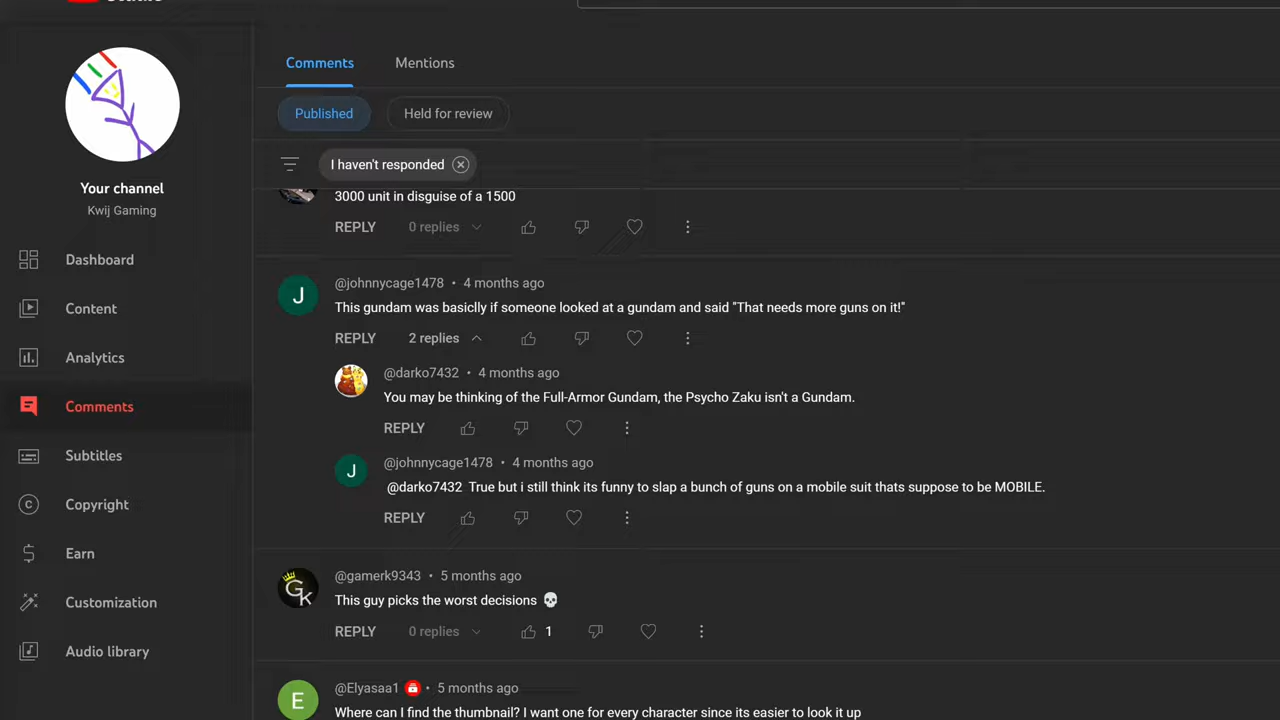 Comments
Mentions
Published
Held for review
I haven't responded
Your channel
Kwij Gaming
Dashboard
Content
Analytics
Comments
Subtitles
Copyright
Earn
Customization
Audio library
3000 unit in disguise of a 1500
REPLY 0 replies
J
@johnnycage1478 • 4 months ago
This gundam was basiclly if someone looked at a gundam and said "That needs more guns on it!"
REPLY 2 replies
@darko7432 • 4 months ago
You may be thinking of the Full-Armor Gundam, the Psycho Zaku isn't a Gundam.
REPLY
J
@johnnycage1478 • 4 months ago
@darko7432 True but i still think its funny to slap a bunch of guns on a mobile suit thats suppose to be MOBILE.
REPLY
GK
@gamerk9343 • 5 months ago
This guy picks the worst decisions 💀
REPLY 0 replies 1
E
@Elyasaa1 • 5 months ago
Where can I find the thumbnail? I want one for every character since its easier to look it up